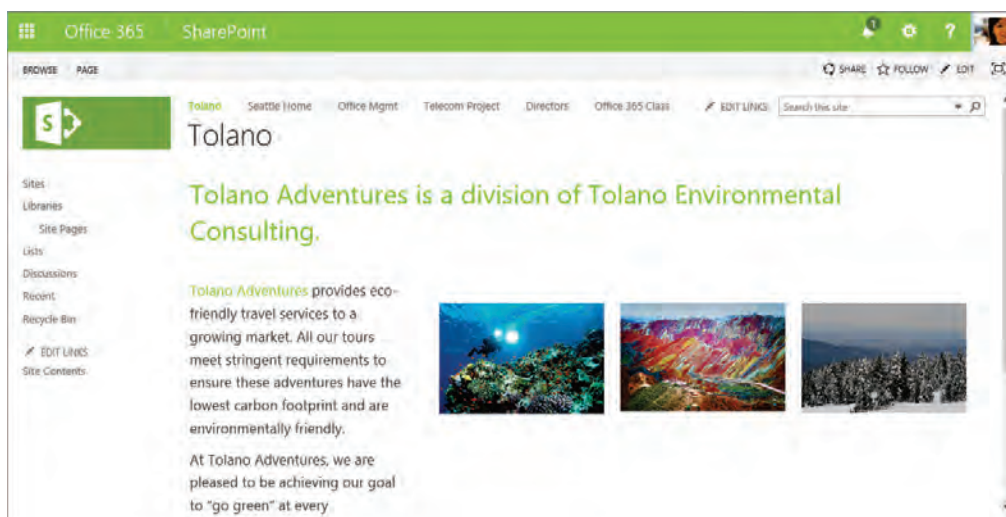 Office 365 SharePoint 1 ?
BROWSE PAGE SHARE FOLLOW EDIT
S
Tolano Seattle Home Office Mgmt Telecom Project Directors Office 365 Class EDIT LINKS Search this site
Tolano
Sites
Libraries
Site Pages
Lists
Discussions
Recent
Recycle Bin
EDIT LINKS
Site Contents
Tolano Adventures is a division of Tolano Environmental
Consulting.
Tolano Adventures provides eco-
friendly travel services to a
growing market. All our tours
meet stringent requirements to
ensure these adventures have the
lowest carbon footprint and are
environmentally friendly.
At Tolano Adventures, we are
pleased to be achieving our goal
to "go green" at every